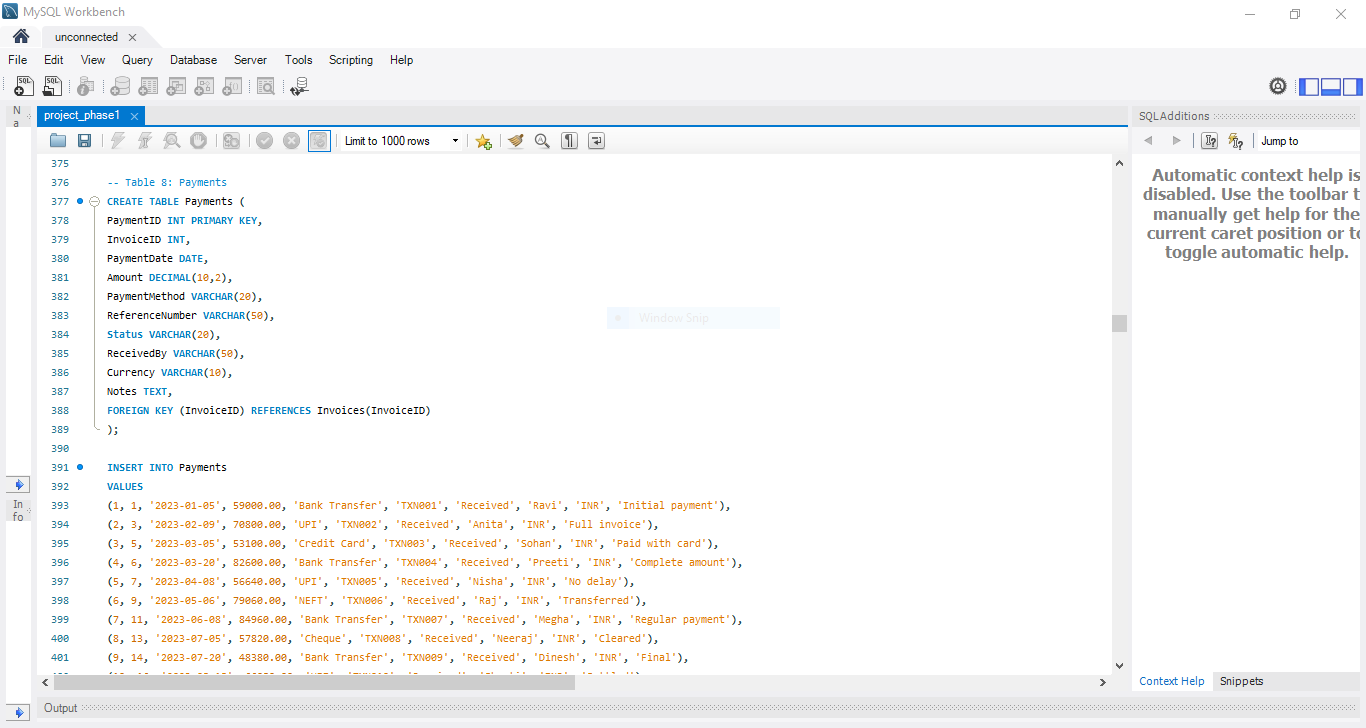 MySQL Workbench
unconnected
File Edit View Query Database Server Tools Scripting Help
SQL SQL
N
a
project_phase1
SQLAdditions
Limit to 1000 rows
Jump to
375
376 -- Table 8: Payments
377 CREATE TABLE Payments (
378 PaymentID INT PRIMARY KEY,
379 InvoiceID INT,
380 PaymentDate DATE,
381 Amount DECIMAL(10,2),
382 PaymentMethod VARCHAR(20),
383 ReferenceNumber VARCHAR(50),
384 Status VARCHAR(20),
385 ReceivedBy VARCHAR(50),
386 Currency VARCHAR(10),
387 Notes TEXT,
388 FOREIGN KEY (InvoiceID) REFERENCES Invoices(InvoiceID)
389 );
390
391 INSERT INTO Payments
392 VALUES
393 (1, 1, '2023-01-05', 59000.00, 'Bank Transfer', 'TXN001', 'Received', 'Ravi', 'INR', 'Initial payment'),
394 (2, 3, '2023-02-09', 70800.00, 'UPI', 'TXN002', 'Received', 'Anita', 'INR', 'Full invoice'),
395 (3, 5, '2023-03-05', 53100.00, 'Credit Card', 'TXN003', 'Received', 'Sohan', 'INR', 'Paid with card'),
396 (4, 6, '2023-03-20', 82600.00, 'Bank Transfer', 'TXN004', 'Received', 'Preeti', 'INR', 'Complete amount'),
397 (5, 7, '2023-04-08', 56640.00, 'UPI', 'TXN005', 'Received', 'Nisha', 'INR', 'No delay'),
398 (6, 9, '2023-05-06', 79060.00, 'NEFT', 'TXN006', 'Received', 'Raj', 'INR', 'Transferred'),
399 (7, 11, '2023-06-08', 84960.00, 'Bank Transfer', 'TXN007', 'Received', 'Megha', 'INR', 'Regular payment'),
400 (8, 13, '2023-07-05', 57820.00, 'Cheque', 'TXN008', 'Received', 'Neeraj', 'INR', 'Cleared'),
401 (9, 14, '2023-07-20', 48380.00, 'Bank Transfer', 'TXN009', 'Received', 'Dinesh', 'INR', 'Final'),
Window Snip
Automatic context help is
disabled. Use the toolbar t
manually get help for the
current caret position or to
toggle automatic help.
In
fo
Context Help Snippets
Output